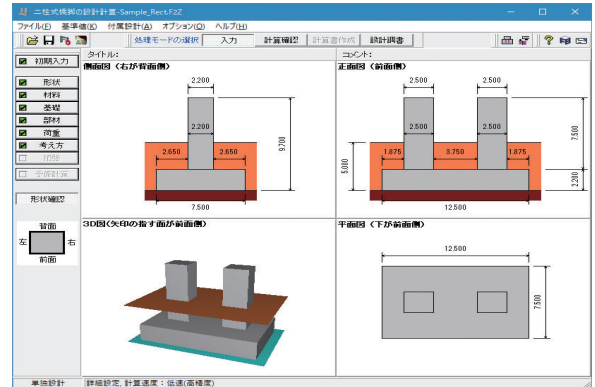 二柱式橋脚の設計計算-Sample_Rect.F2Z
ファイル(F) 基準値(K) 付属設計(A) オプション(O) ヘルプ(H)
処理モードの選択 入力 計算確認 計算書作成 設計調書
初期入力
形状
材料
基礎
部材
荷重
考え方
予備計算
形状確認
背面
左 右
前面
タイトル: コメント:
側面図 (右が背面側)
2.200
2.200
2.650 2.650
9.700
7.500
正面図 (前面側)
2.500 2.500
2.500 2.500
1.875 3.750 1.875
5.000
7.500
2.200
12.500
3D図(矢印の指す面が前面側)
平面図 (下が前面側)
12.500
7.500
単独設計 詳細設定, 計算速度：低速(高精度)